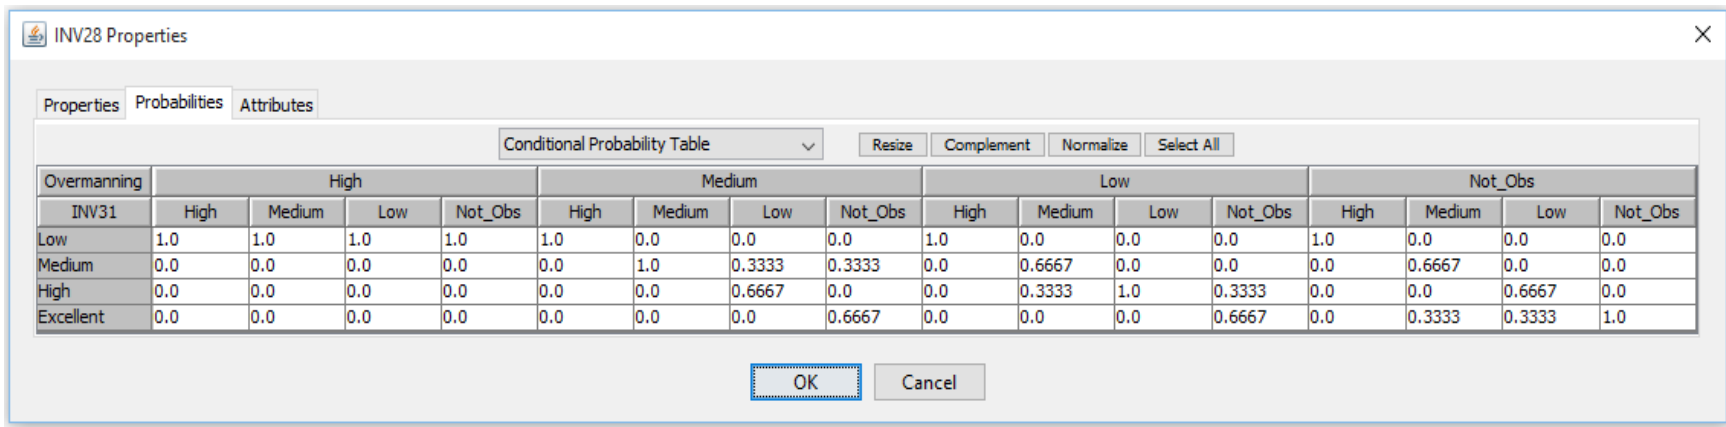 INV28 Properties
Properties Probabilities Attributes
Conditional Probability Table Resize Complement Normalize Select All
Overmanning High Medium Low Not_Obs
INV31 High Medium Low Not_Obs High Medium Low Not_Obs High Medium Low Not_Obs High Medium Low Not_Obs
Low 1.0 1.0 1.0 1.0 1.0 0.0 0.0 0.0 1.0 0.0 0.0 0.0 1.0 0.0 0.0 0.0
Medium 0.0 0.0 0.0 0.0 0.0 1.0 0.3333 0.3333 0.0 0.6667 0.0 0.0 0.0 0.6667 0.0 0.0
High 0.0 0.0 0.0 0.0 0.0 0.0 0.6667 0.0 0.0 0.3333 1.0 0.3333 0.0 0.0 0.6667 0.0
Excellent 0.0 0.0 0.0 0.0 0.0 0.0 0.0 0.6667 0.0 0.0 0.0 0.6667 0.0 0.3333 0.3333 1.0
OK Cancel